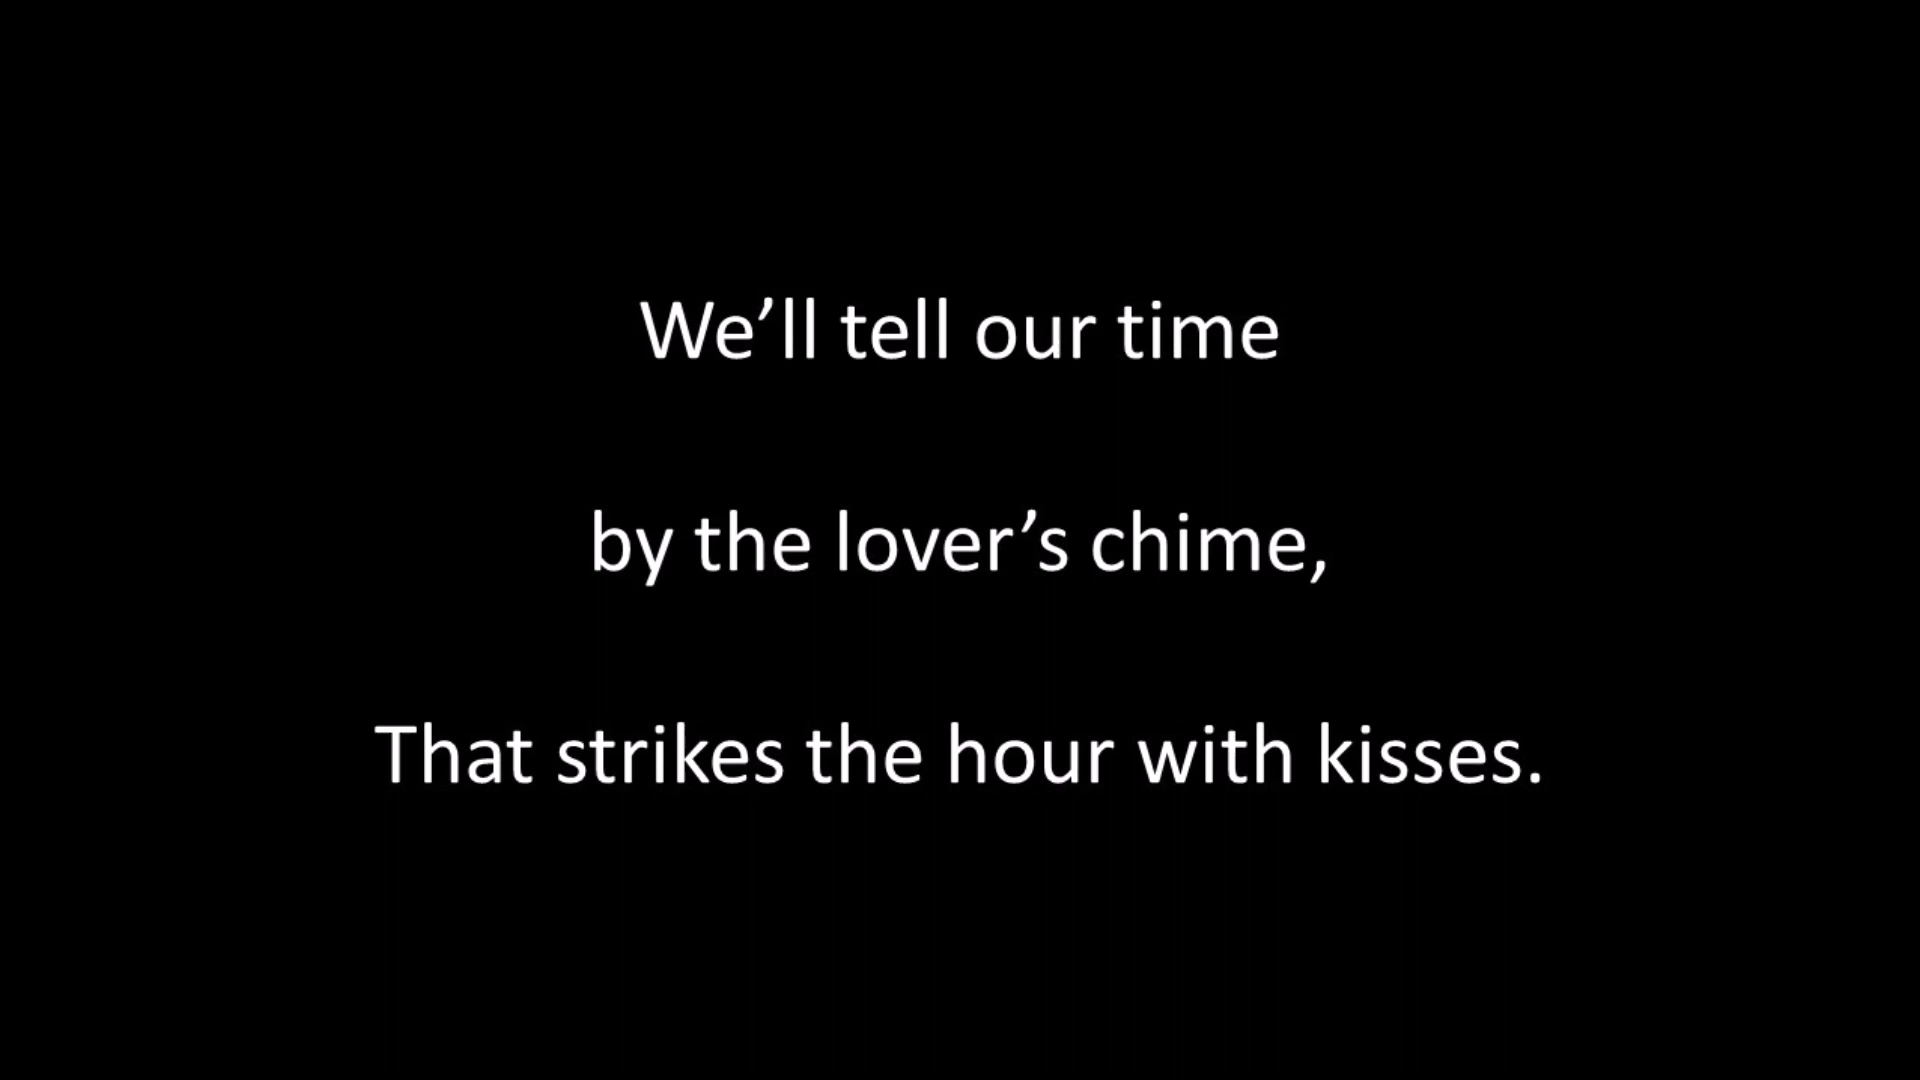 We’ll tell our time
by the lover’s chime,
That strikes the hour with kisses.